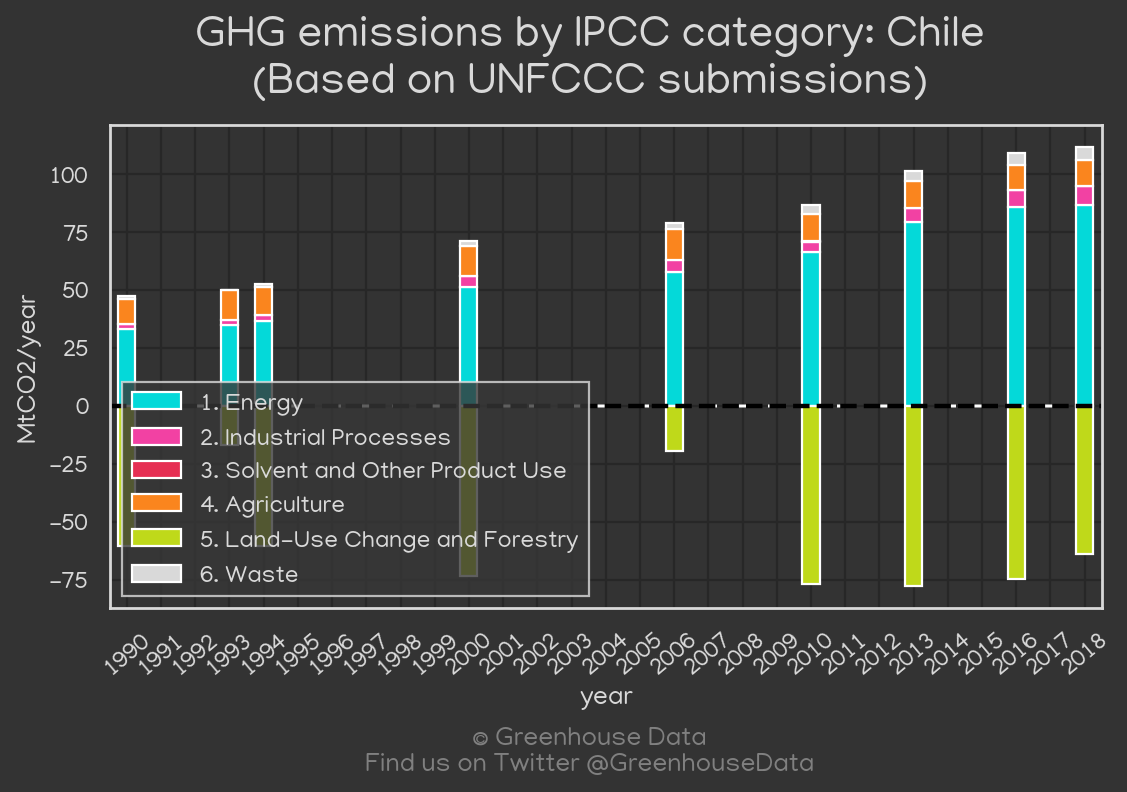 GHG emissions by IPCC category: Chile
(Based on UNFCCC submissions)
MtCO2/year
100
75
50
25
0
−25
−50
−75
1. Energy
2. Industrial Processes
3. Solvent and Other Product Use
4. Agriculture
5. Land-Use Change and Forestry
6. Waste
1990 1991 1992 1993 1994 1995 1996 1997 1998 1999 2000 2001 2002 2003 2004 2005 2006 2007 2008 2009 2010 2011 2012 2013 2014 2015 2016 2017 2018
year
© Greenhouse Data
Find us on Twitter @GreenhouseData